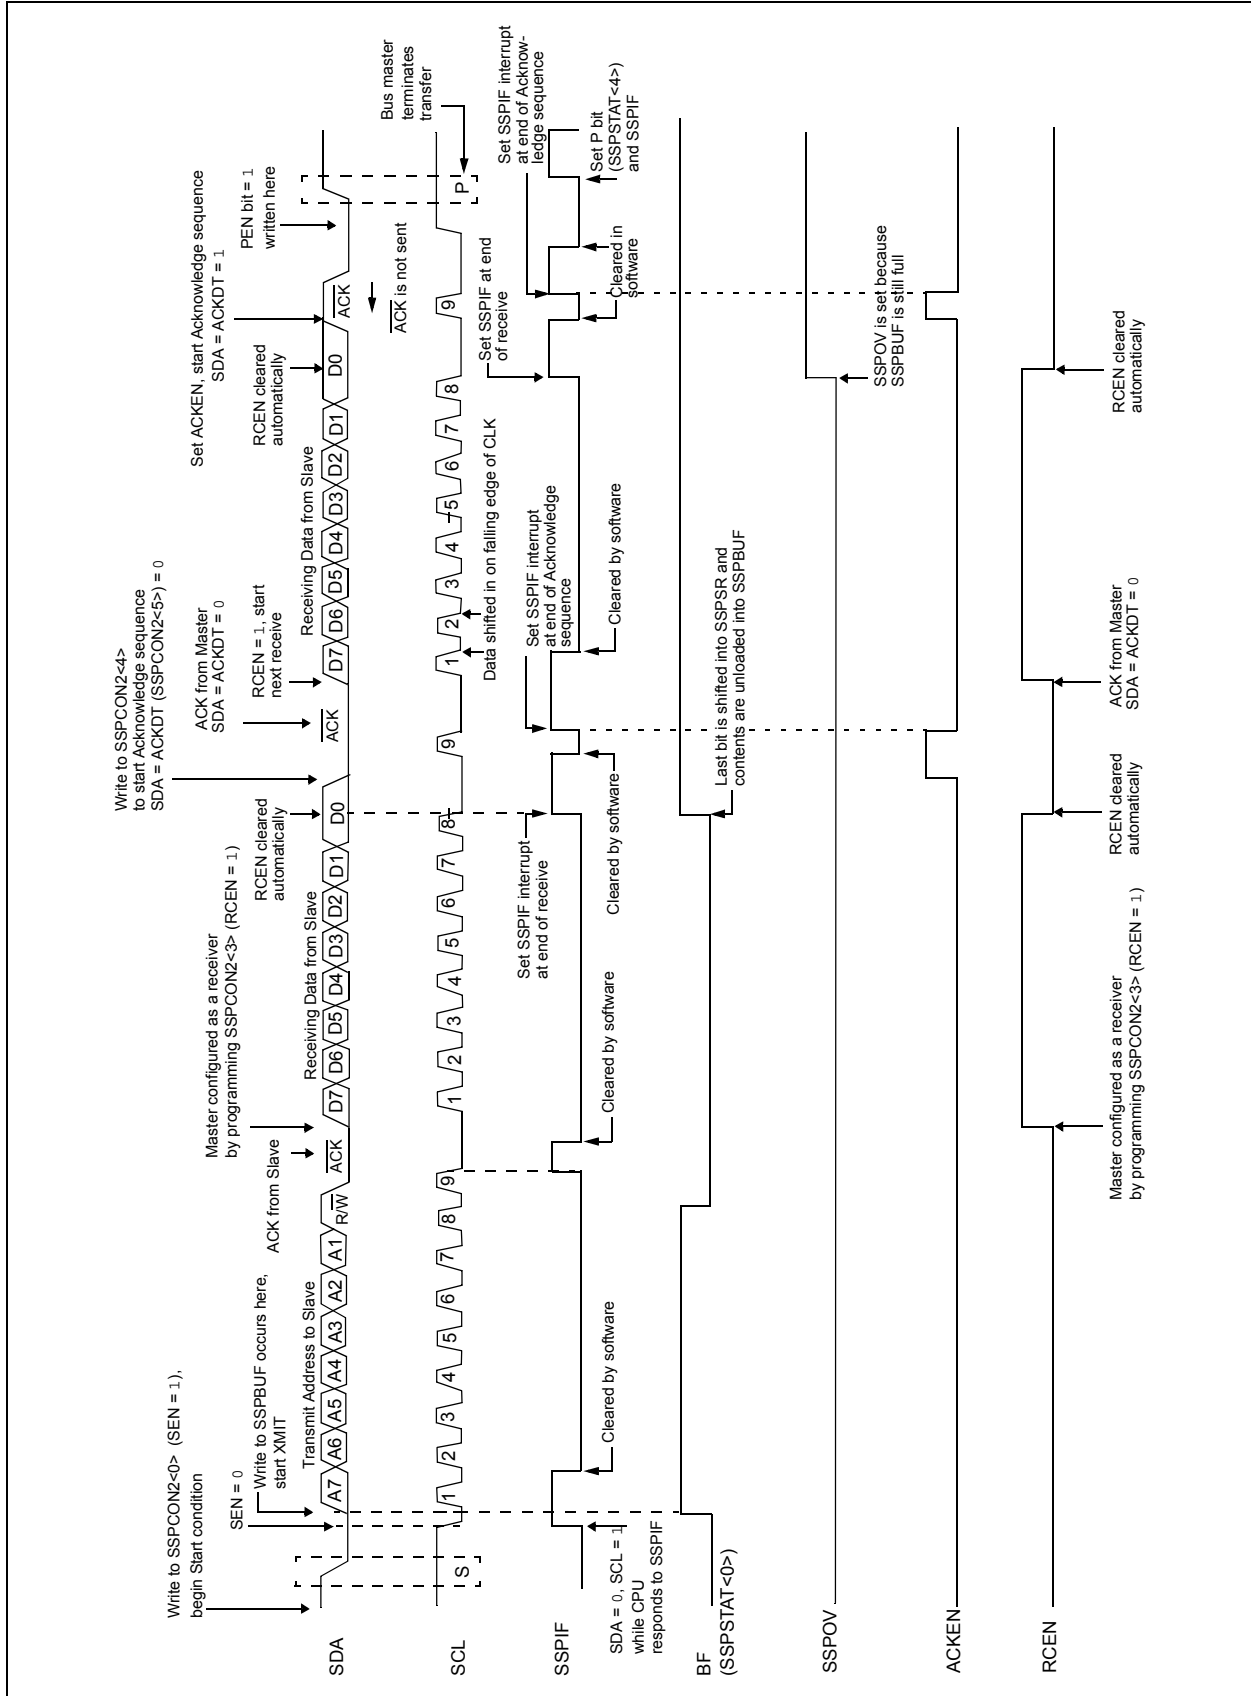 Write to SSPCON2<0> (SEN = 1),
begin Start condition
SEN = 0
Write to SSPBUF occurs here,
start XMIT
ACK from Slave
Master configured as a receiver
by programming SSPCON2<3> (RCEN = 1)
RCEN cleared
automatically
Write to SSPCON2<4>
to start Acknowledge sequence
SDA = ACKDT (SSPCON2<5>) = 0
ACK from Master
SDA = ACKDT = 0
RCEN = 1, start
next receive
RCEN cleared
automatically
Set ACKEN, start Acknowledge sequence
SDA = ACKDT = 1
PEN bit = 1
written here
Transmit Address to Slave
Receiving Data from Slave
Receiving Data from Slave
SDA
A7 A6 A5 A4 A3 A2 A1 R/W ACK D7 D6 D5 D4 D3 D2 D1 D0 ACK D7 D6 D5 D4 D3 D2 D1 D0 ACK
ACK is not sent
Bus master
terminates
transfer
SCL
S 1 2 3 4 5 6 7 8 9 1 2 3 4 5 6 7 8 9 1 2 3 4 5 6 7 8 9 P
Data shifted in on falling edge of CLK
Set SSPIF interrupt
at end of receive
Set SSPIF interrupt
at end of Acknowledge
sequence
Set SSPIF at end
of receive
Set SSPIF interrupt
at end of Acknow-
ledge sequence
SSPIF
SDA = 0, SCL = 1
while CPU
responds to SSPIF
Cleared by software
Cleared by software
Cleared by software
Cleared by software
Cleared in
software
Set P bit
(SSPSTAT<4>)
and SSPIF
BF
(SSPSTAT<0>)
Last bit is shifted into SSPSR and
contents are unloaded into SSPBUF
SSPOV
SSPOV is set because
SSPBUF is still full
ACKEN
RCEN
Master configured as a receiver
by programming SSPCON2<3> (RCEN = 1)
RCEN cleared
automatically
ACK from Master
SDA = ACKDT = 0
RCEN cleared
automatically